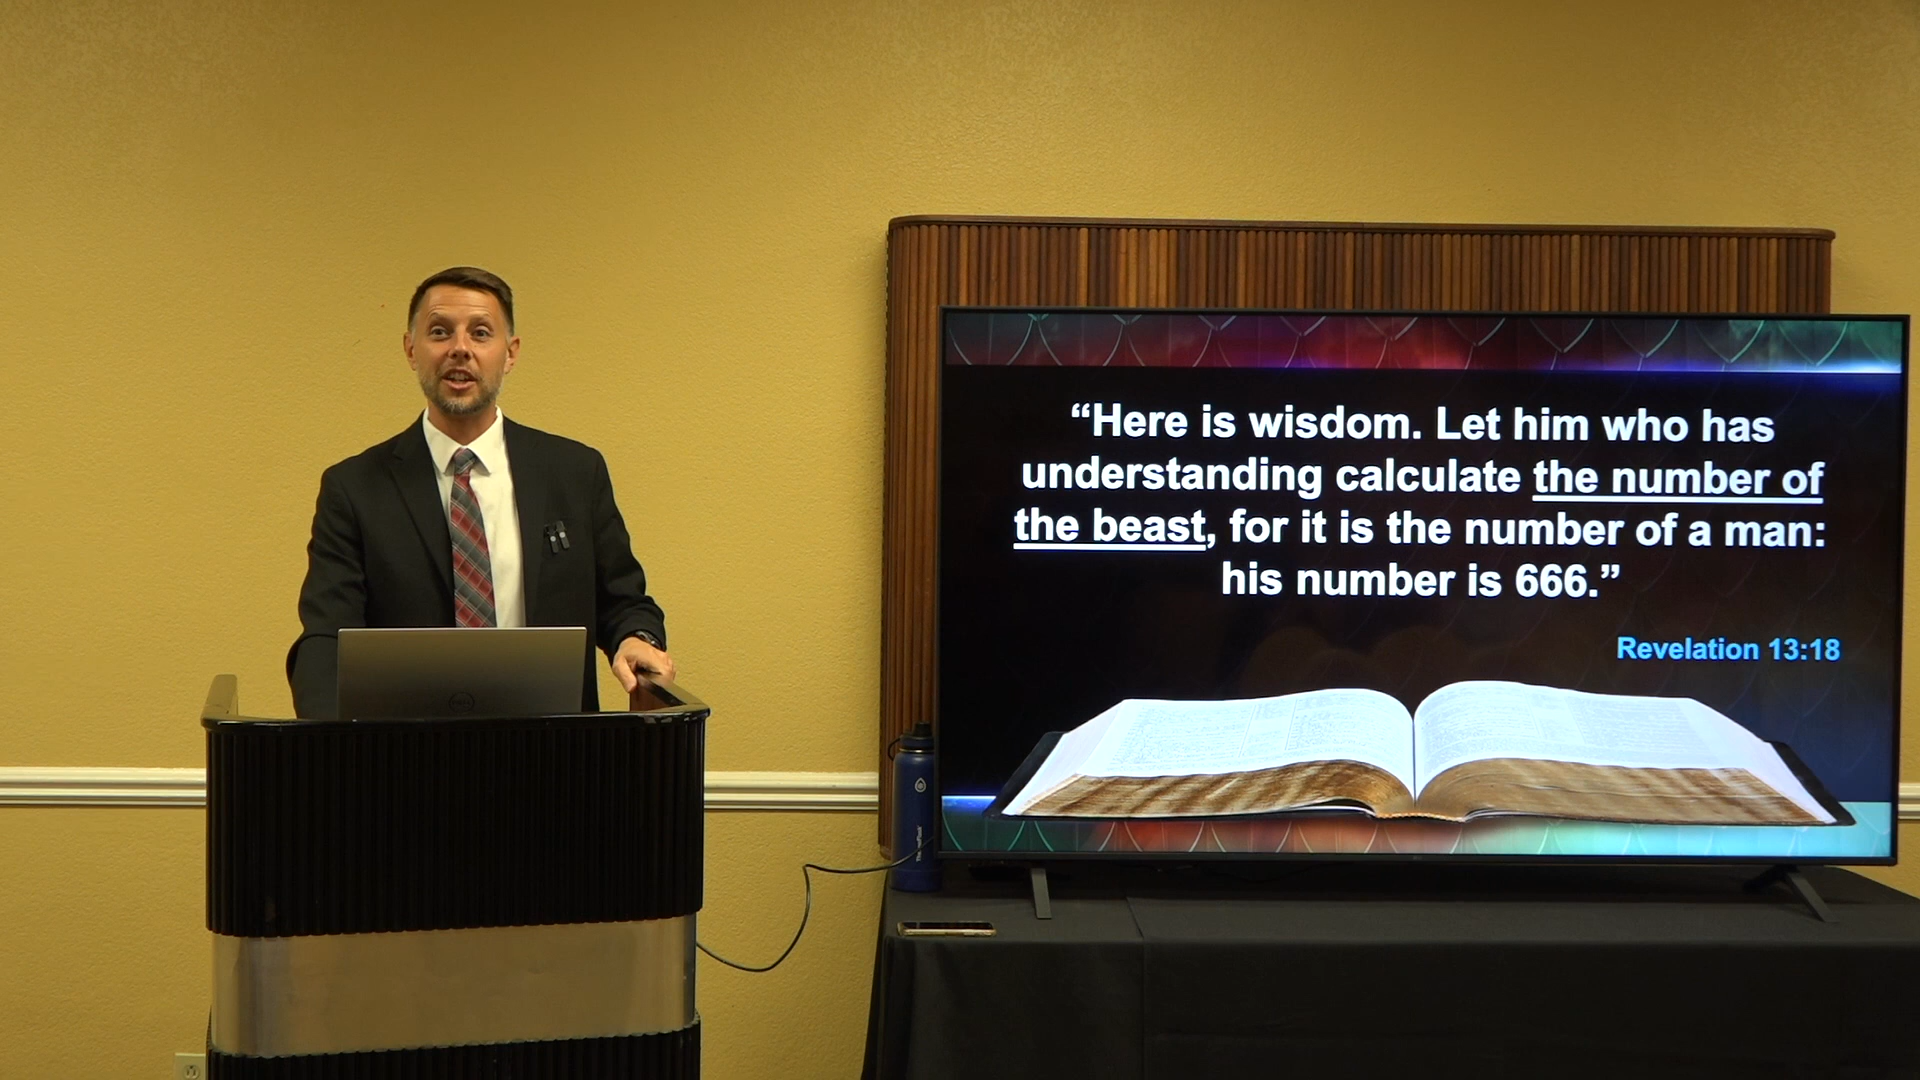 “Here is wisdom. Let him who has
understanding calculate the number of
the beast, for it is the number of a man:
his number is 666.”
Revelation 13:18